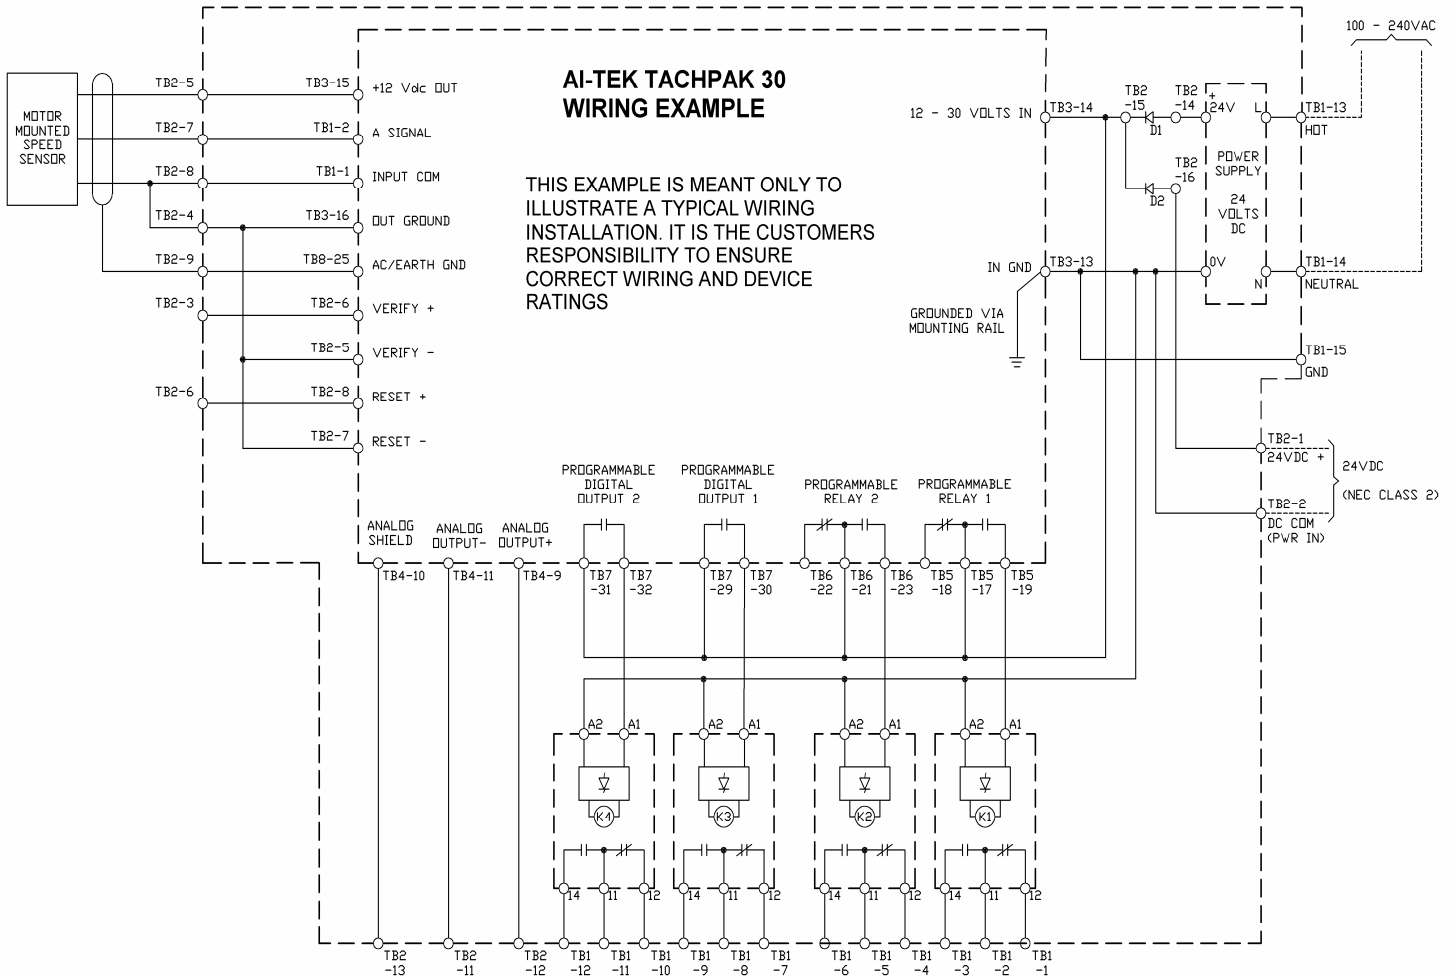 100 - 240VAC
AI-TEK TACHPAK 30
WIRING EXAMPLE
THIS EXAMPLE IS MEANT ONLY TO
ILLUSTRATE A TYPICAL WIRING
INSTALLATION. IT IS THE CUSTOMERS
RESPONSIBILITY TO ENSURE
CORRECT WIRING AND DEVICE
RATINGS
MOTOR
MOUNTED
SPEED
SENSOR
TB2-5
TB3-15
+12 Vdc OUT
TB2-7
TB1-2
A SIGNAL
TB2-8
TB1-1
INPUT COM
TB2-4
TB3-16
OUT GROUND
TB2-9
TB8-25
AC/EARTH GND
TB2-3
TB2-6
VERIFY +
TB2-5
VERIFY -
TB2-6
TB2-8
RESET +
TB2-7
RESET -
12 - 30 VOLTS IN
TB3-14
TB2
-15
D1
TB2
-14
TB2
-16
D2
+
24V
L
POWER
SUPPLY
24
VOLTS
DC
0V
N
TB1-13
HOT
TB1-14
NEUTRAL
IN GND
TB3-13
GROUNDED VIA
MOUNTING RAIL
TB1-15
GND
TB2-1
24VDC +
24VDC
(NEC CLASS 2)
TB2-2
DC COM
(PWR IN)
PROGRAMMABLE
DIGITAL
OUTPUT 2
PROGRAMMABLE
DIGITAL
OUTPUT 1
PROGRAMMABLE
RELAY 2
PROGRAMMABLE
RELAY 1
ANALOG
SHIELD
ANALOG
OUTPUT-
ANALOG
OUTPUT+
TB4-10
TB4-11
TB4-9
TB7
-31
TB7
-32
TB7
-29
TB7
-30
TB6
-22
TB6
-21
TB6
-23
TB5
-18
TB5
-17
TB5
-19
A2
A1
A2
A1
A2
A1
A2
A1
K4
K3
K2
K1
14
11
12
14
11
12
14
11
12
14
11
12
TB2
-13
TB2
-11
TB2
-12
TB1
-12
TB1
-11
TB1
-10
TB1
-9
TB1
-8
TB1
-7
TB1
-6
TB1
-5
TB1
-4
TB1
-3
TB1
-2
TB1
-1